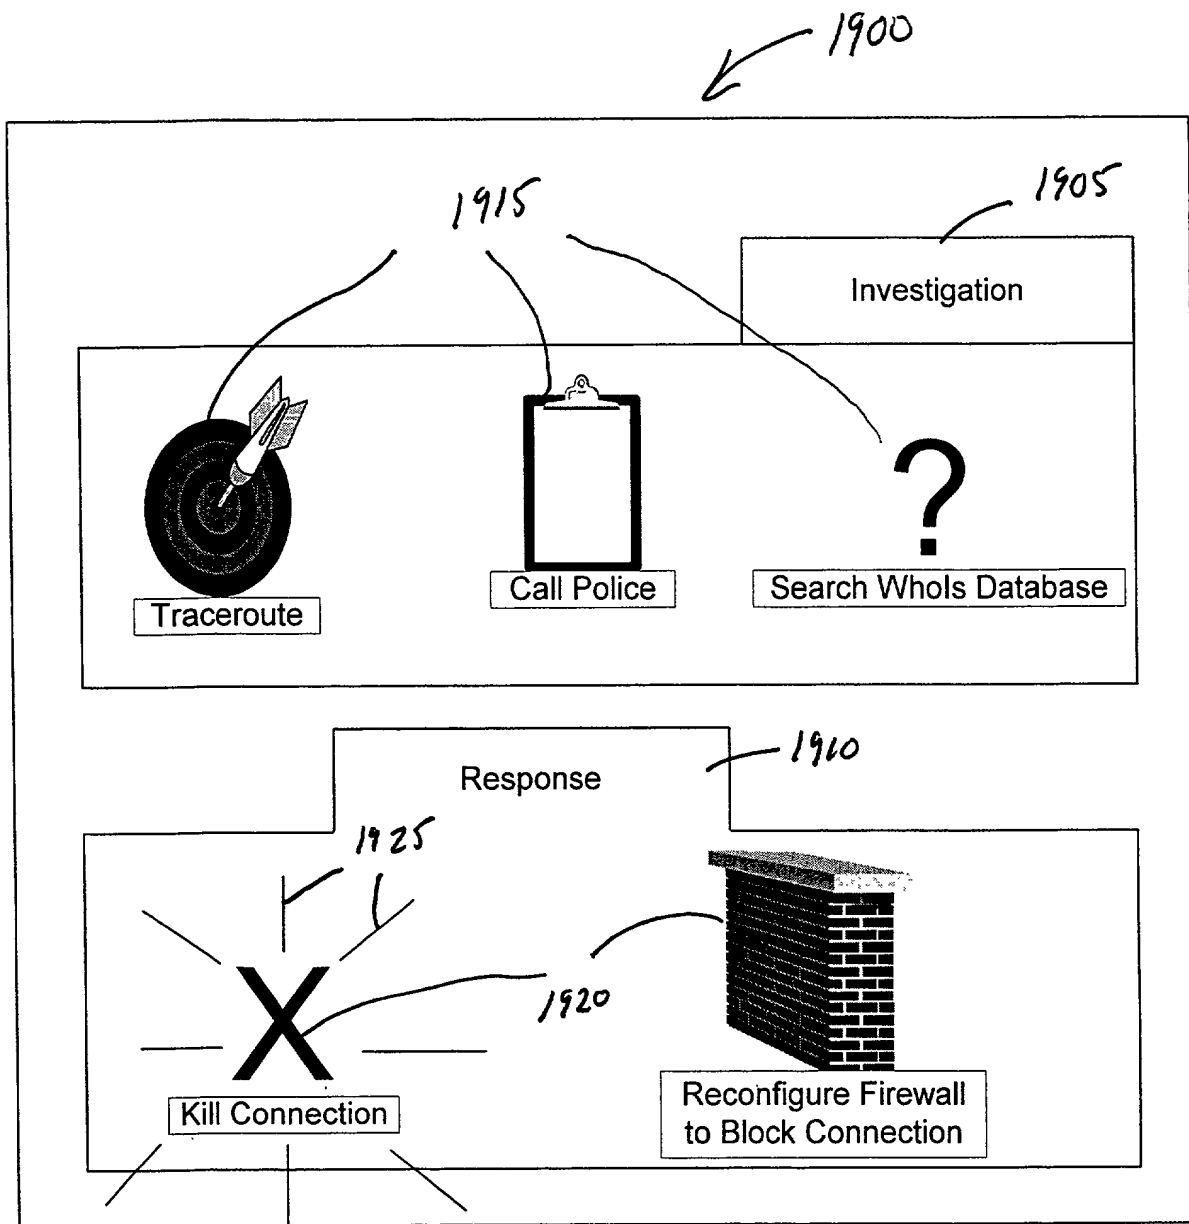 1900
1915
1905
Investigation
?
Traceroute
Call Police
Search WhoIs Database
1910
Response
1925
X
1920
Kill Connection
Reconfigure Firewall
to Block Connection